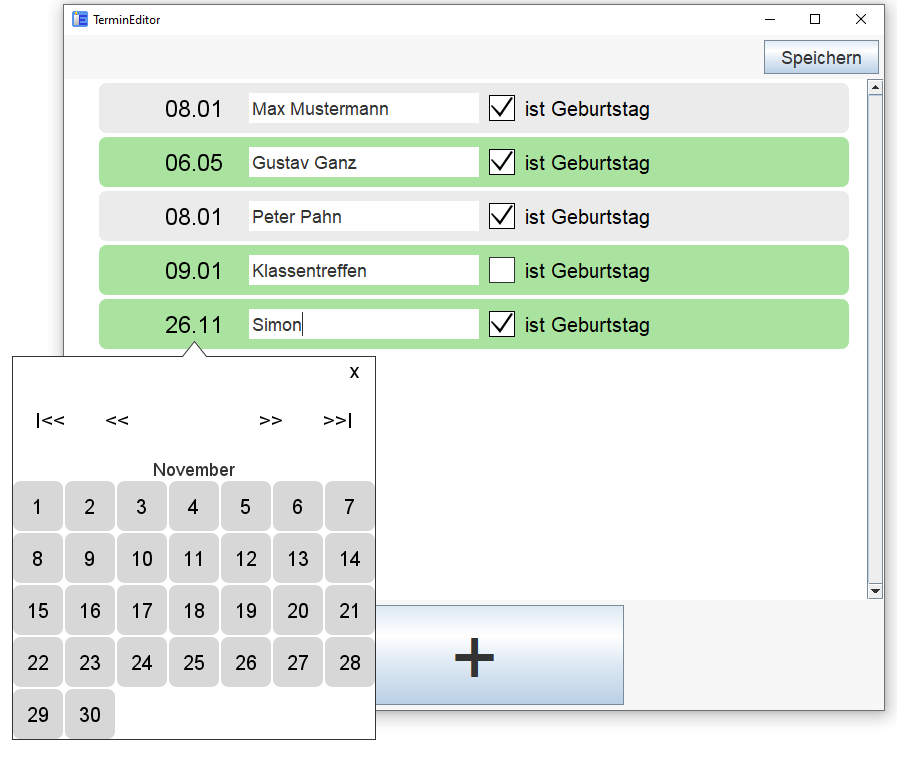 TerminEditor
Speichern
08.01 Max Mustermann ist Geburtstag
06.05 Gustav Ganz ist Geburtstag
08.01 Peter Pahn ist Geburtstag
09.01 Klassentreffen ist Geburtstag
26.11 Simon ist Geburtstag
x
|<< << >> >>|
November
1 2 3 4 5 6 7
8 9 10 11 12 13 14
15 16 17 18 19 20 21
22 23 24 25 26 27 28
29 30
+